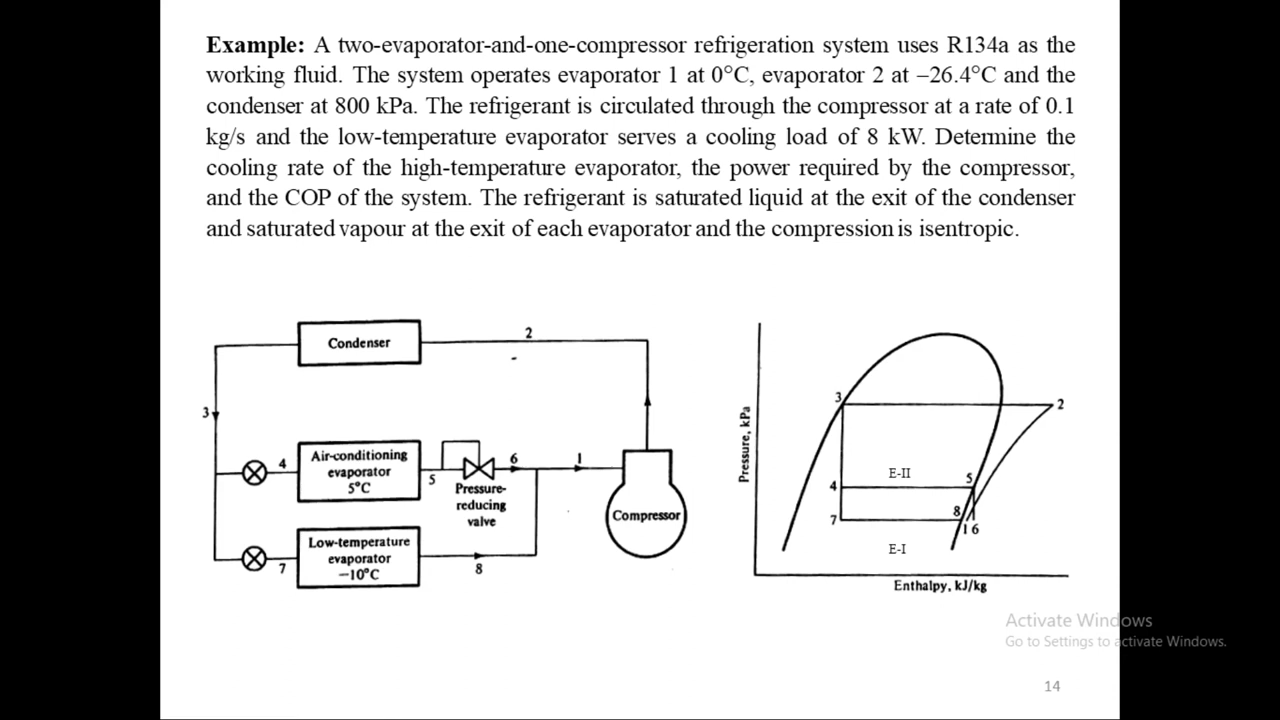 Example: A two-evaporator-and-one-compressor refrigeration system uses R134a as the
working fluid. The system operates evaporator 1 at 0°C, evaporator 2 at −26.4°C and the
condenser at 800 kPa. The refrigerant is circulated through the compressor at a rate of 0.1
kg/s and the low-temperature evaporator serves a cooling load of 8 kW. Determine the
cooling rate of the high-temperature evaporator, the power required by the compressor,
and the COP of the system. The refrigerant is saturated liquid at the exit of the condenser
and saturated vapour at the exit of each evaporator and the compression is isentropic.
Condenser
2
3
4
Air-conditioning
evaporator
5°C
5
Pressure-
reducing
valve
6
1
Compressor
7
Low-temperature
evaporator
−10°C
8
Pressure, kPa
3
2
E-II
4
5
7
8
1 6
E-I
Enthalpy, kJ/kg
Activate Windows
Go to Settings to activate Windows.
14